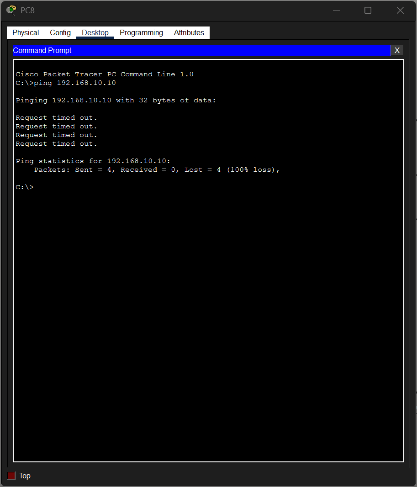 PC8
Physical Config Desktop Programming Attributes
Command Prompt X
Cisco Packet Tracer PC Command Line 1.0
C:\>ping 192.168.10.10
Pinging 192.168.10.10 with 32 bytes of data:
Request timed out.
Request timed out.
Request timed out.
Request timed out.
Ping statistics for 192.168.10.10:
Packets: Sent = 4, Received = 0, Lost = 4 (100% loss),
C:\>
Top